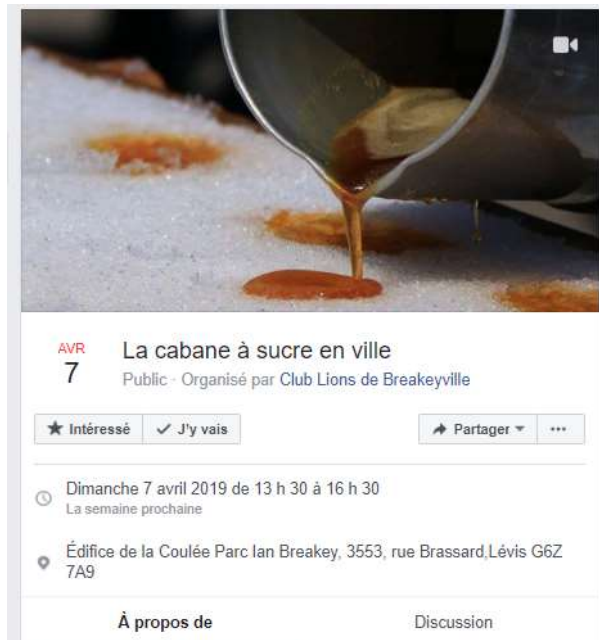 AVR
7
La cabane à sucre en ville
Public · Organisé par Club Lions de Breakeyville
Intéressé
J'y vais
Partager
Dimanche 7 avril 2019 de 13 h 30 à 16 h 30
La semaine prochaine
Édifice de la Coulée Parc Ian Breakey, 3553, rue Brassard,Lévis G6Z
7A9
À propos de
Discussion